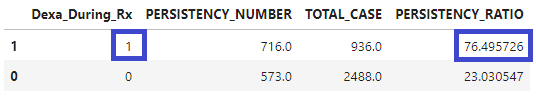 Dexa_During_Rx PERSISTENCY_NUMBER TOTAL_CASE PERSISTENCY_RATIO
1 1 716.0 936.0 76.495726
0 0 573.0 2488.0 23.030547